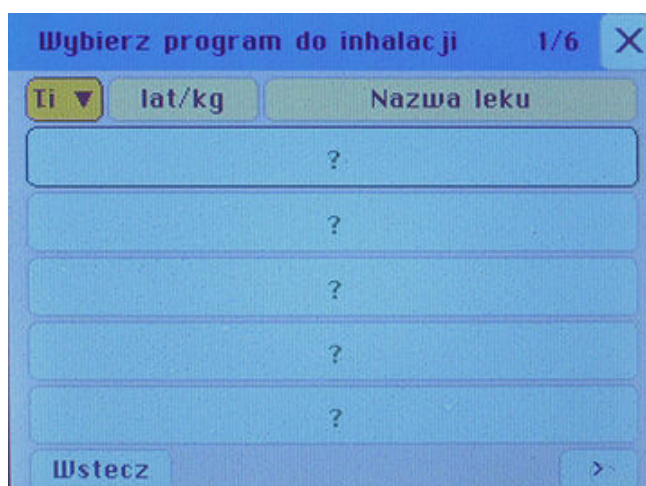 Wybierz program do inhalacji 1/6 X
Ti ▼ lat/kg Nazwa leku
?
?
?
?
?
Wstecz >